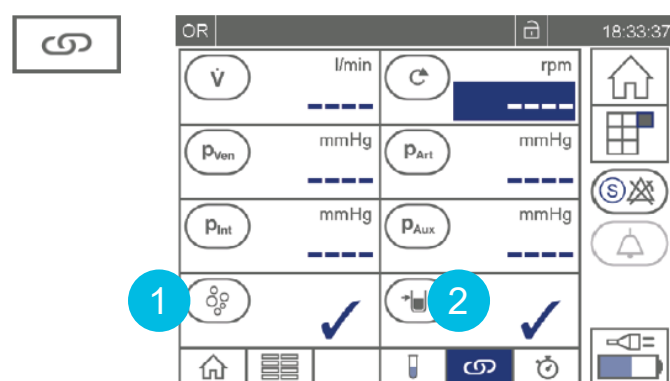 OR 18:33:37
V̇ l/min rpm
---- ----
pVen mmHg pArt mmHg
---- ----
pInt mmHg pAux mmHg
---- ----
1 2
S